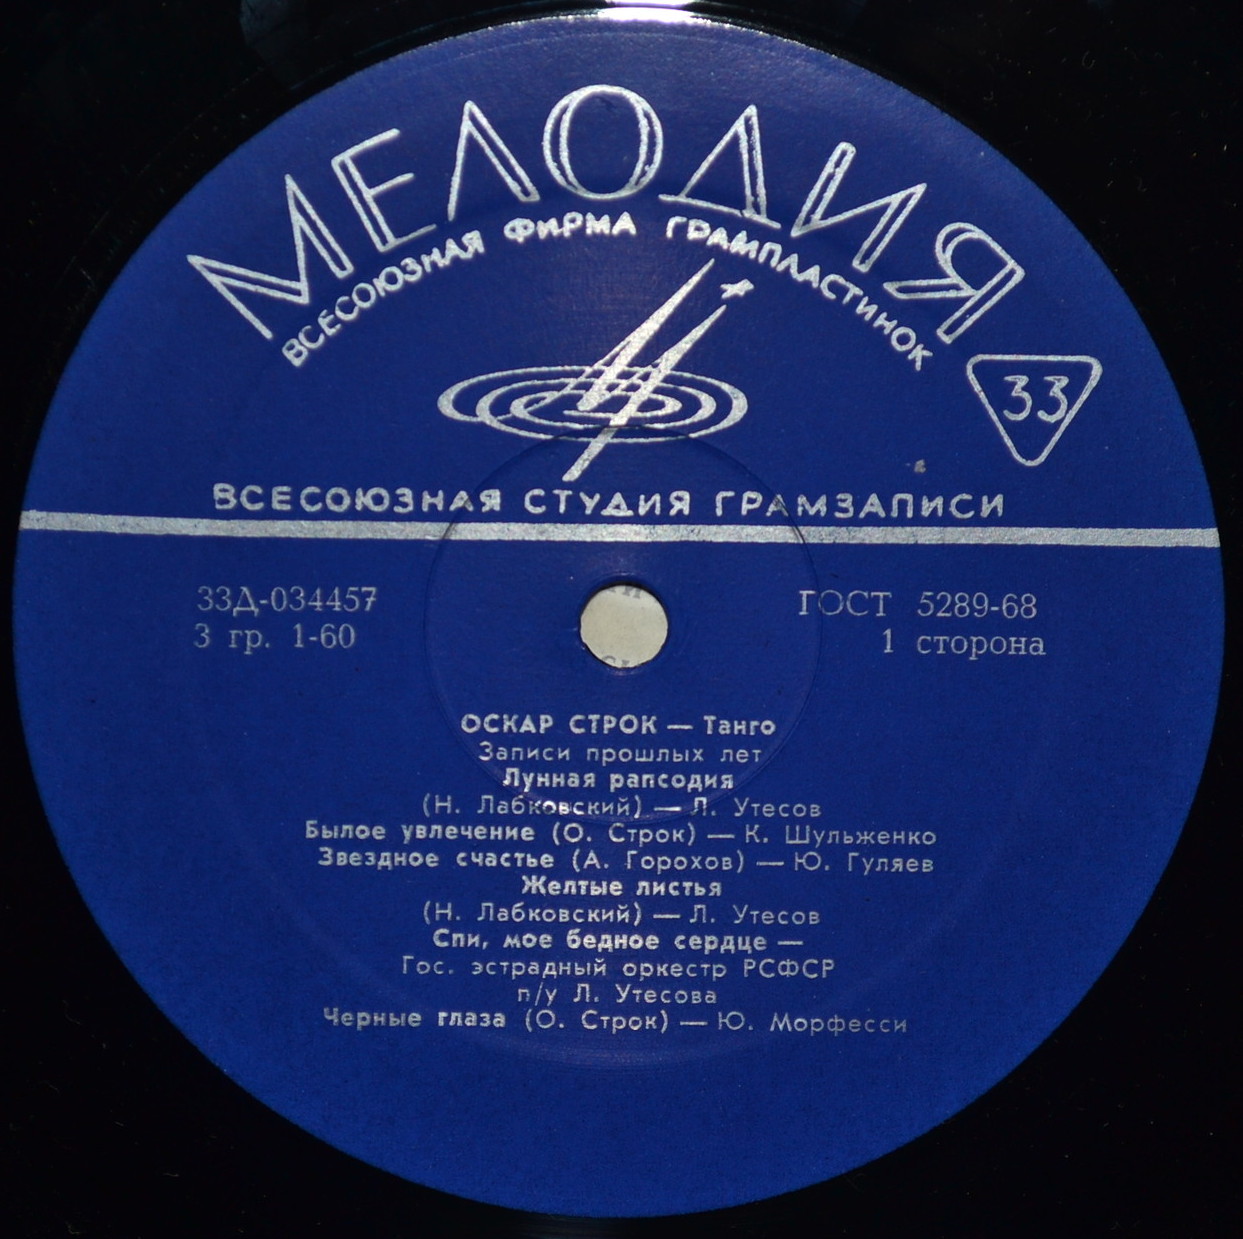 МЕЛОДИЯ
ВСЕСОЮЗНАЯ ФИРМА ГРАМПЛАСТИНОК
33
ВСЕСОЮЗНАЯ СТУДИЯ ГРАМЗАПИСИ
33Д-034457 ГОСТ 5289-68
3 гр. 1-60 1 сторона
ОСКАР СТРОК — Танго
Записи прошлых лет
Лунная рапсодия
(Н. Лабковский) — Л. Утесов
Былое увлечение (О. Строк) — К. Шульженко
Звездное счастье (А. Горохов) — Ю. Гуляев
Желтые листья
(Н. Лабковский) — Л. Утесов
Спи, мое бедное сердце —
Гос. эстрадный оркестр РСФСР
п/у Л. Утесова
Черные глаза (О. Строк) — Ю. Морфесси